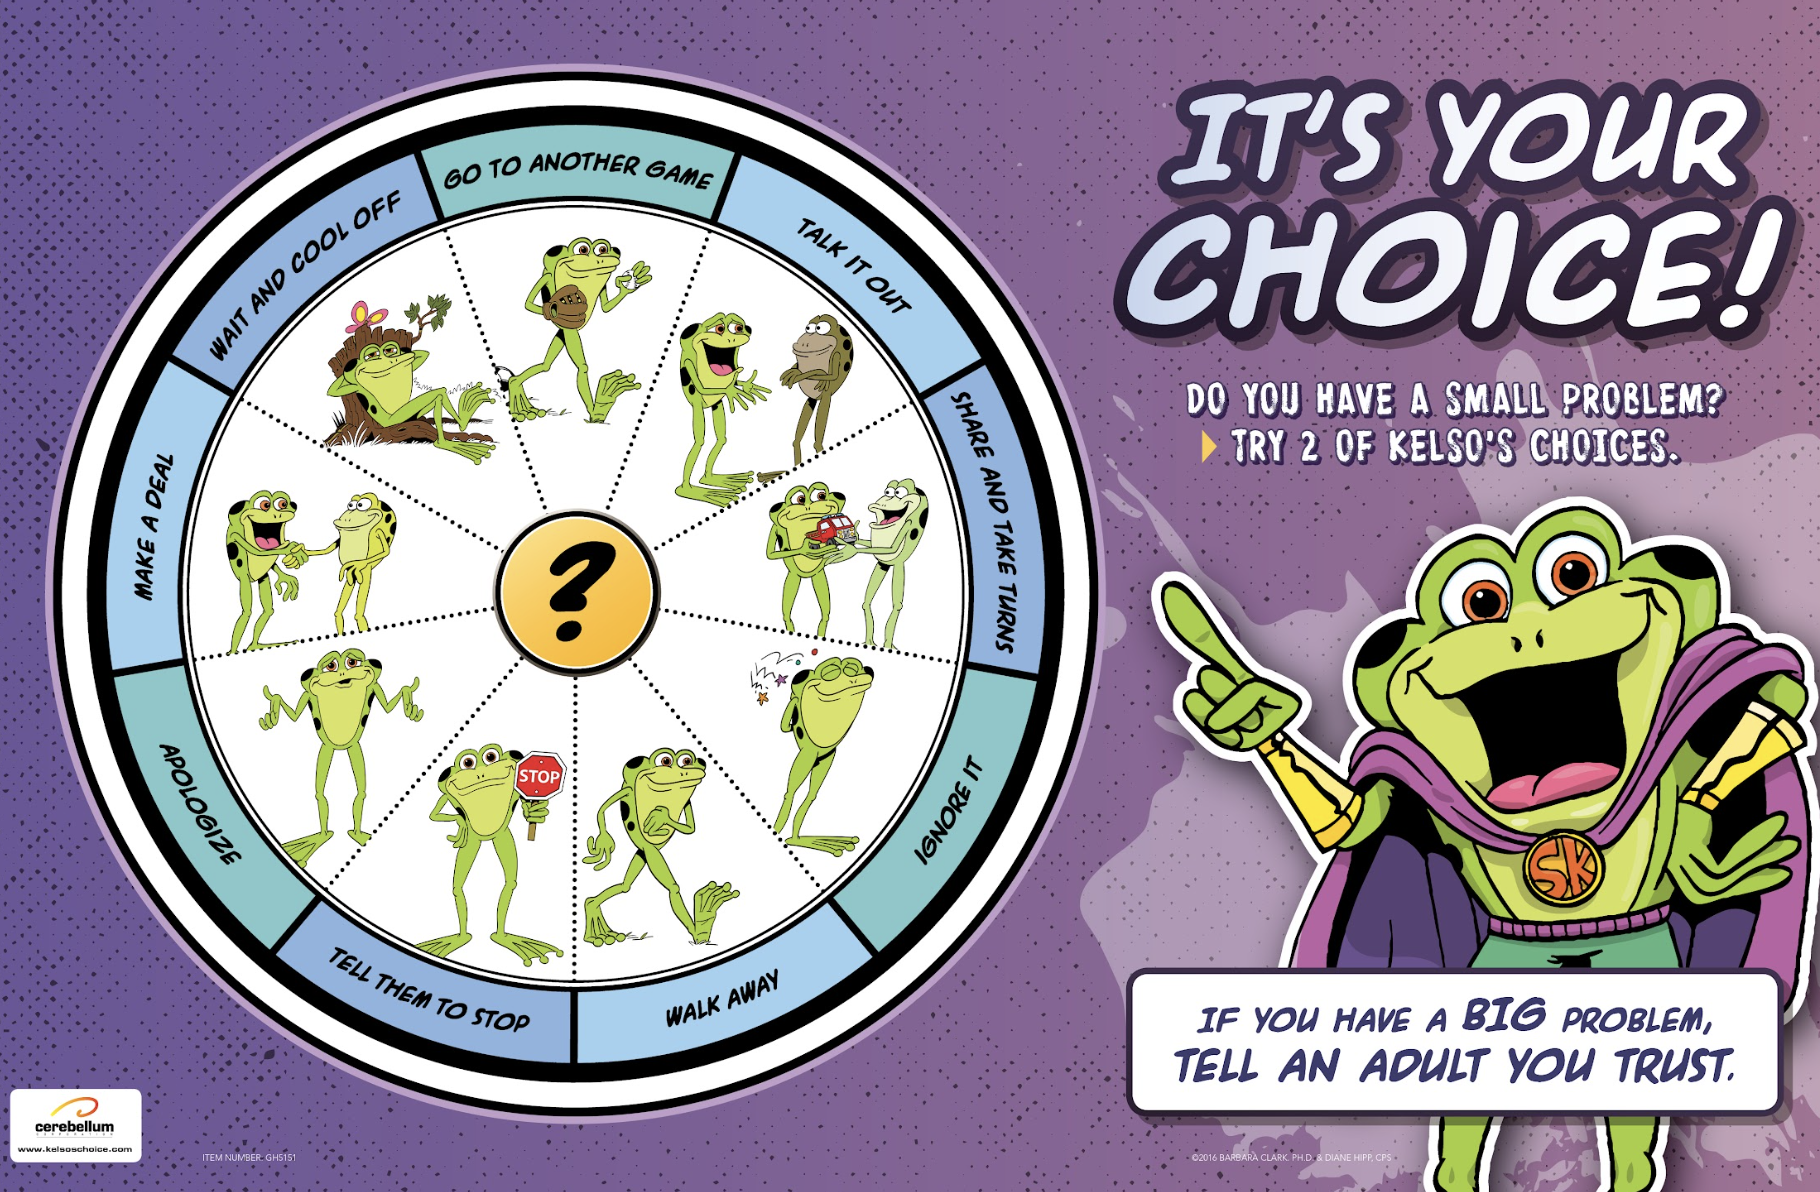 IT'S YOUR
CHOICE!
DO YOU HAVE A SMALL PROBLEM?
TRY 2 OF KELSO'S CHOICES.
GO TO ANOTHER GAME
TALK IT OUT
SHARE AND TAKE TURNS
IGNORE IT
WALK AWAY
TELL THEM TO STOP
APOLOGIZE
MAKE A DEAL
WAIT AND COOL OFF
?
STOP
SK
IF YOU HAVE A BIG PROBLEM,
TELL AN ADULT YOU TRUST.
cerebellum
CORPORATION
www.kelsoschoice.com
ITEM NUMBER: GH5151
©2016 BARBARA CLARK, PH.D. & DIANE HIPP, CPS